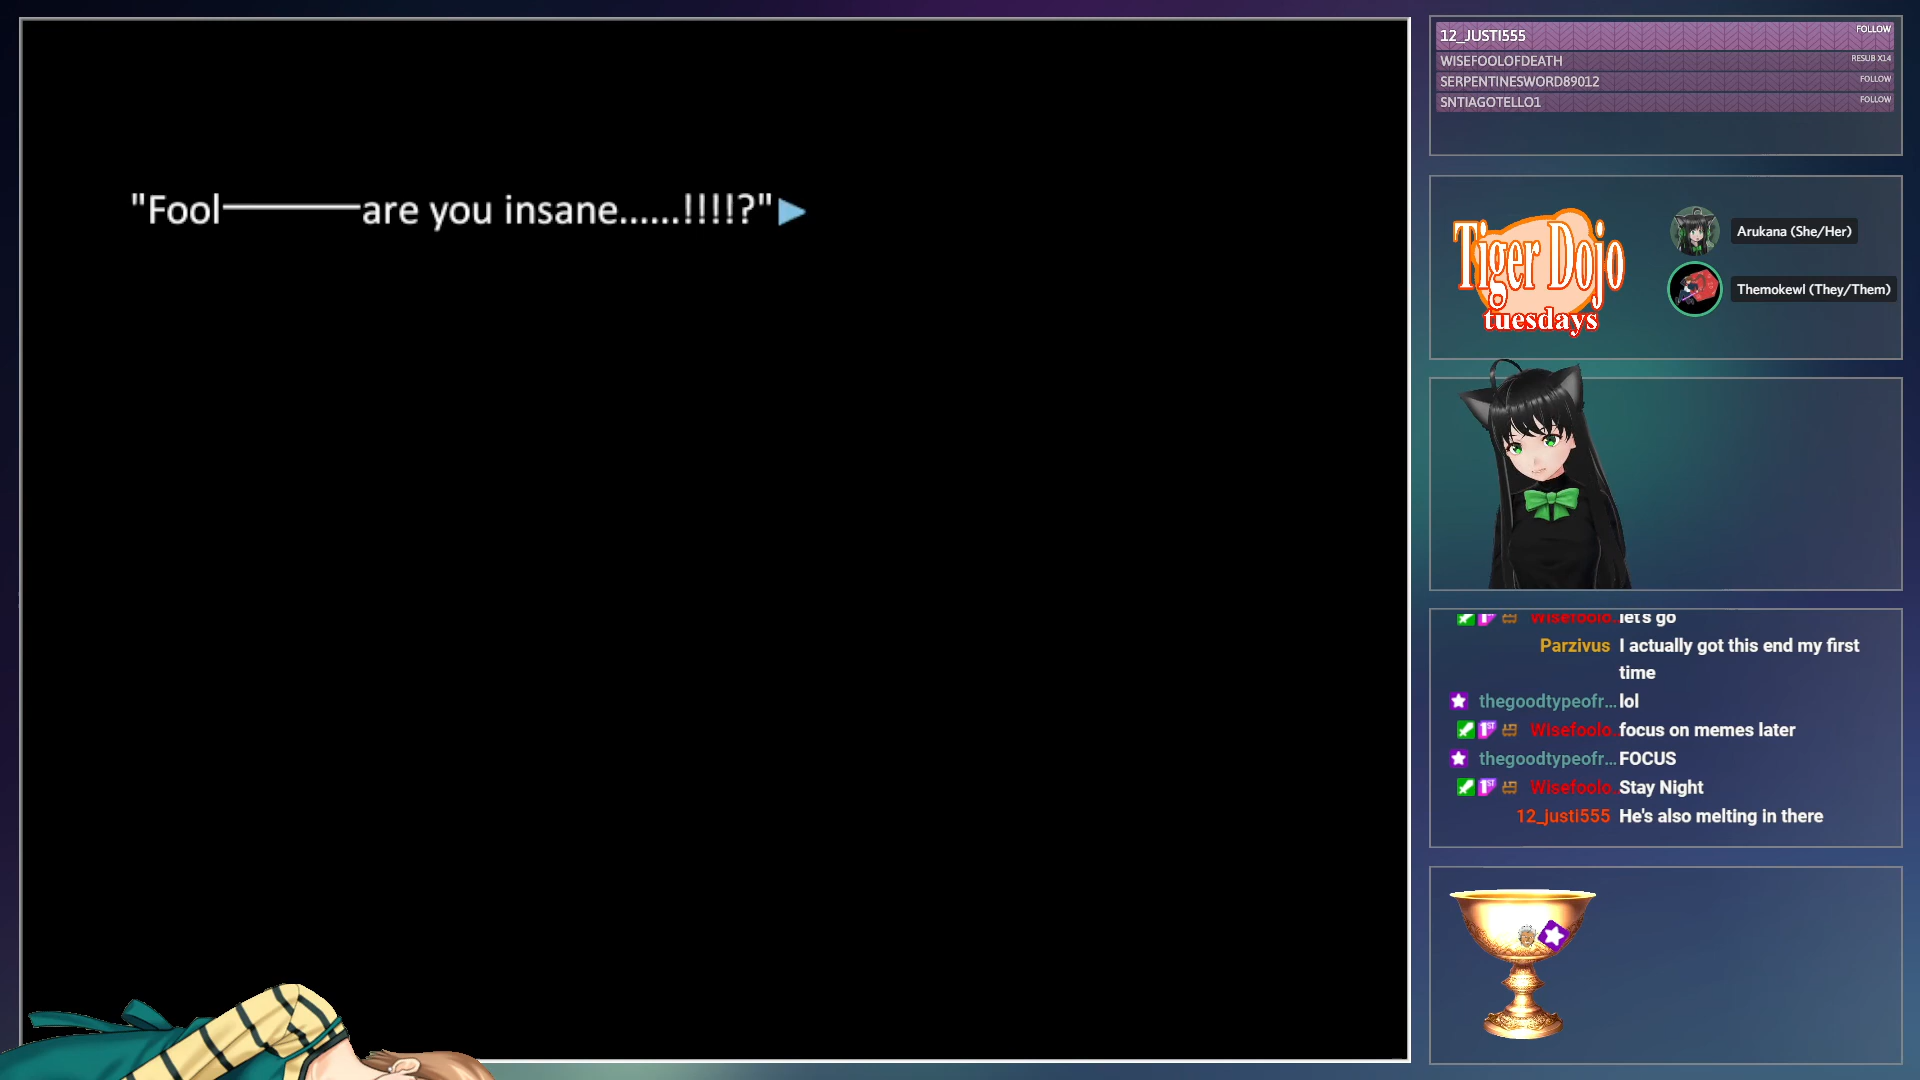 "Fool―――are you insane......!!!!?"
12_JUSTI555 FOLLOW
WISEFOOLOFDEATH RESUB X14
SERPENTINESWORD89012 FOLLOW
SNTIAGOTELLO1 FOLLOW
Tiger Dojo
tuesdays
Arukana (She/Her)
Themokewl (They/Them)
Wisefoolo.. let's go
Parzivus I actually got this end my first
time
thegoodtypeofr... lol
Wisefoolo.. focus on memes later
thegoodtypeofr... FOCUS
Wisefoolo.. Stay Night
12_justi555 He's also melting in there